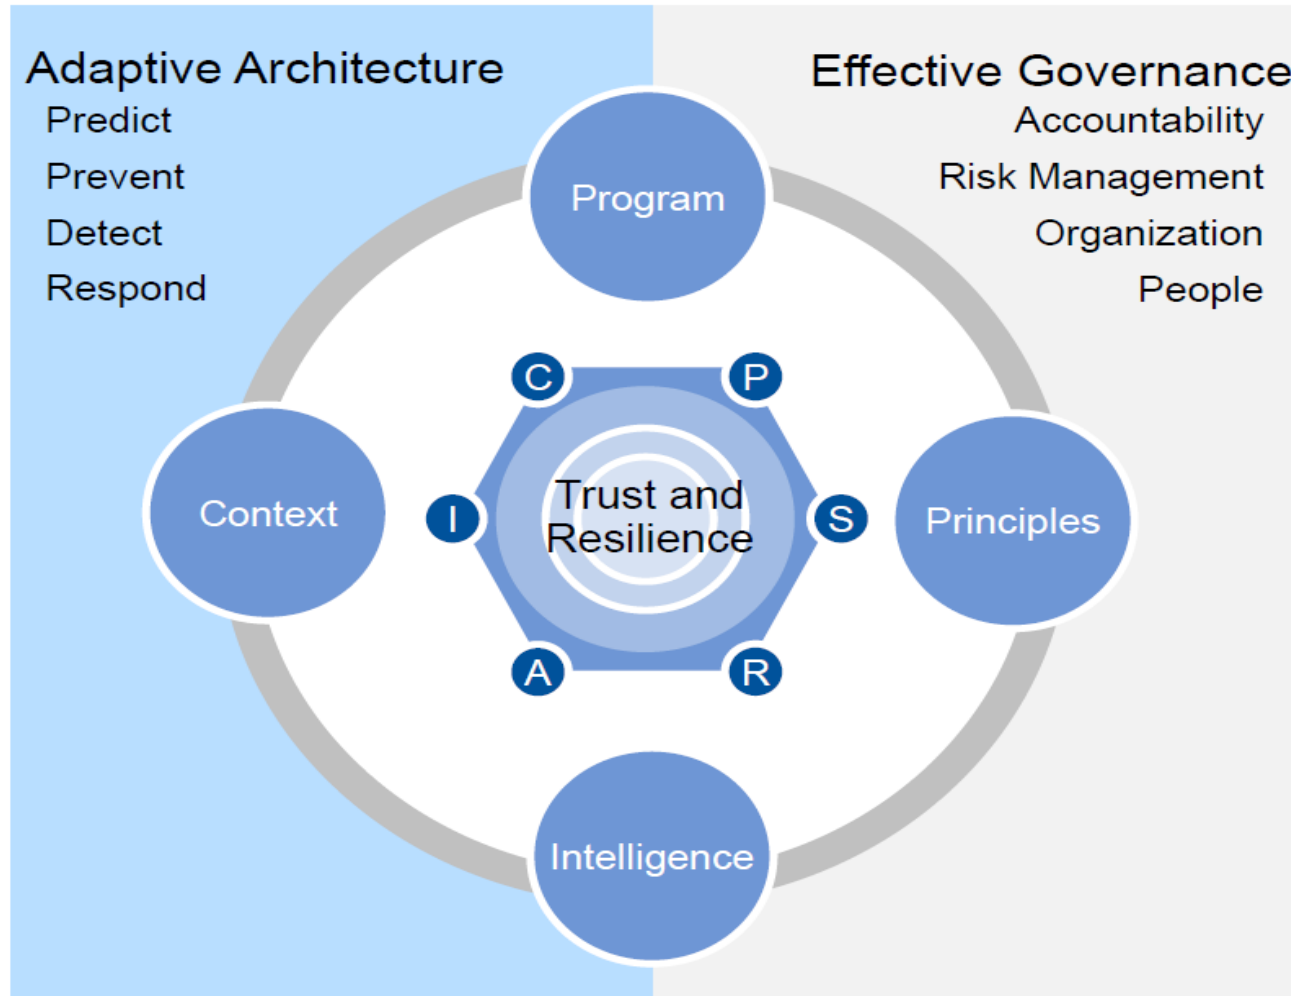 Adaptive Architecture
Predict
Prevent
Detect
Respond
Effective Governance
Accountability
Risk Management
Organization
People
Program
C
P
Context
I
Trust and
Resilience
S
Principles
A
R
Intelligence